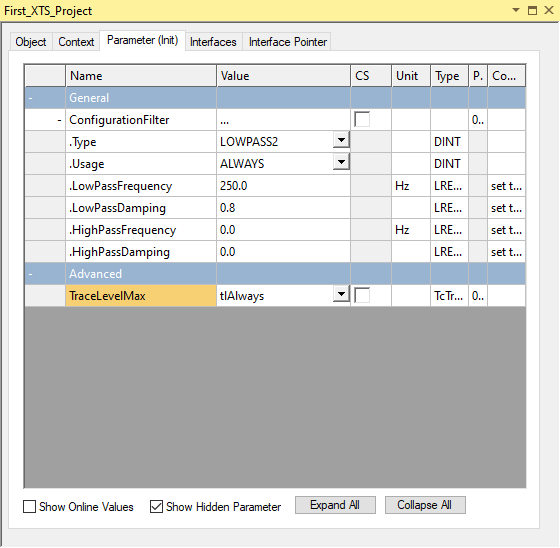 First_XTS_Project
Object Context Parameter (Init) Interfaces Interface Pointer
Name Value CS Unit Type P. Co...
- General
- ConfigurationFilter ... 0..
.Type LOWPASS2 DINT
.Usage ALWAYS DINT
.LowPassFrequency 250.0 Hz LRE... set t...
.LowPassDamping 0.8 LRE... set t...
.HighPassFrequency 0.0 Hz LRE... set t...
.HighPassDamping 0.0 LRE... set t...
- Advanced
TraceLevelMax tlAlways TcTr... 0..
Show Online Values Show Hidden Parameter Expand All Collapse All